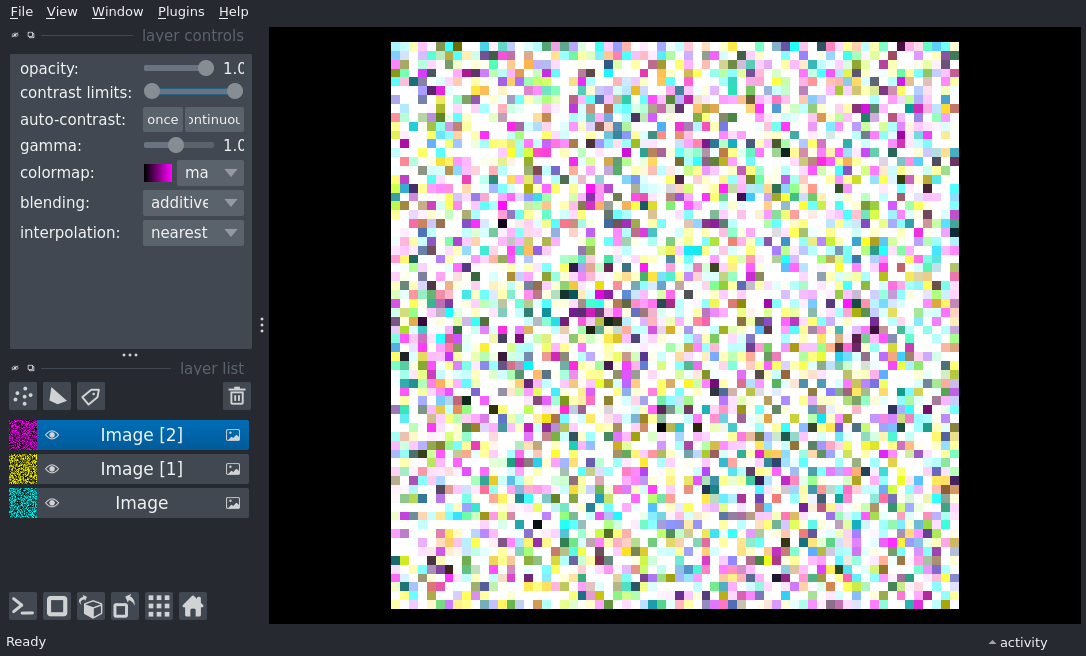 File View Window Plugins Help
layer controls
opacity: 1.0
contrast limits:
auto-contrast: once ontinuou
gamma: 1.0
colormap: ma
blending: additive
interpolation: nearest
layer list
Image [2]
Image [1]
Image
Ready activity